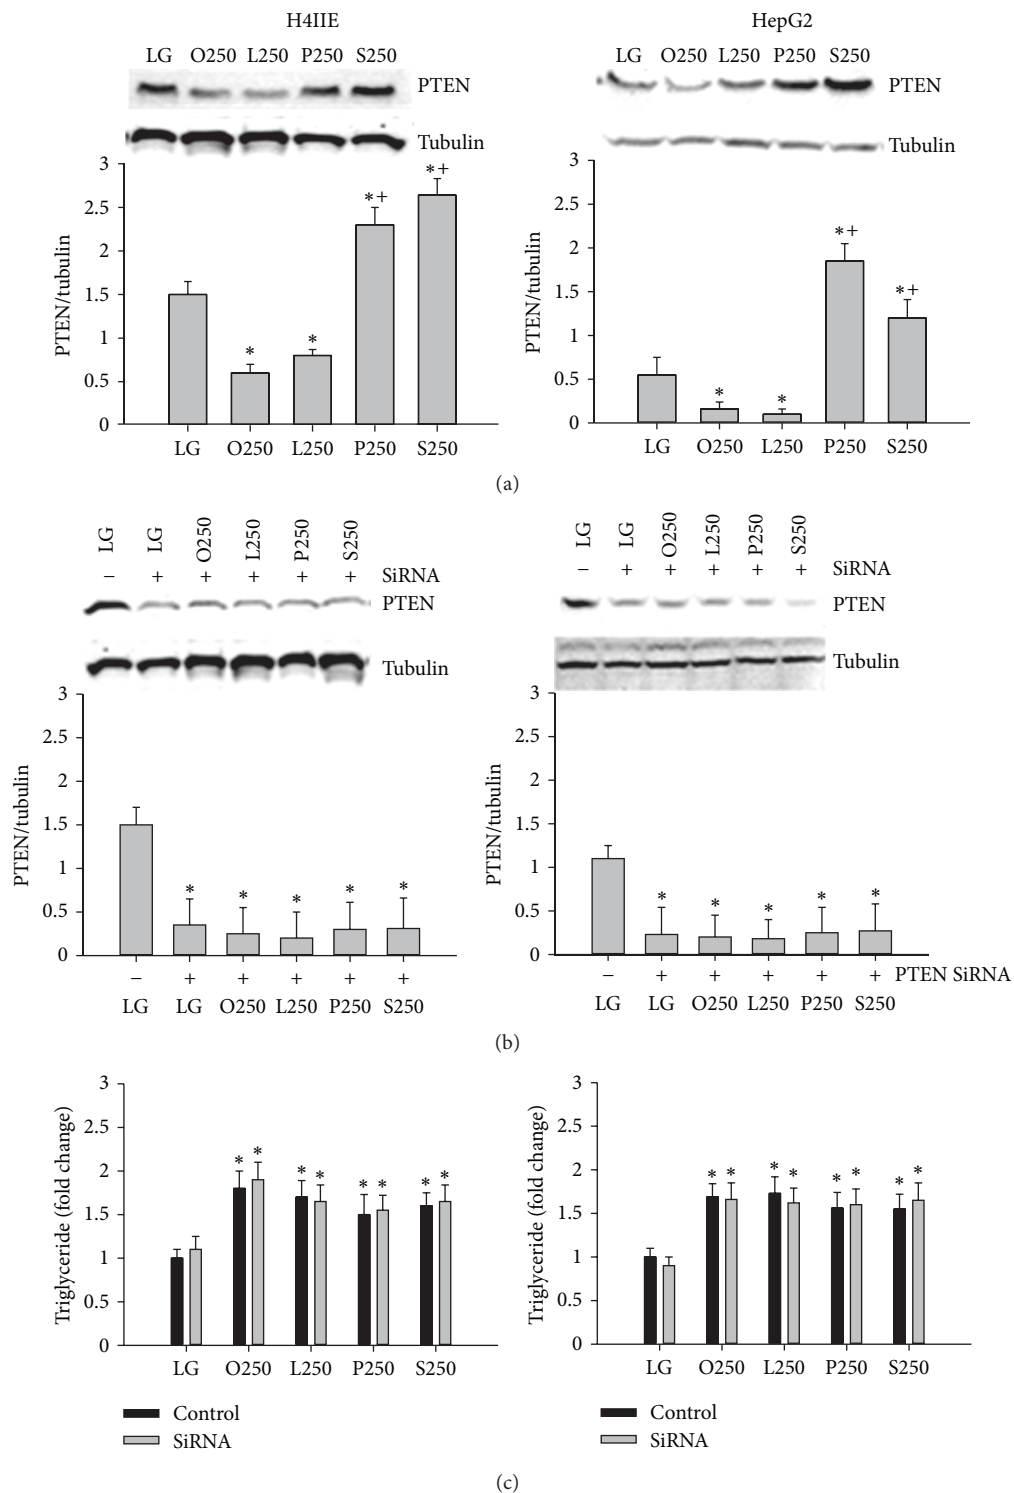 H4IIE
LG O250 L250 P250 S250
PTEN
Tubulin
3
2.5
2
1.5
1
0.5
0
PTEN/tubulin
*
*
*+
*+
LG O250 L250 P250 S250
HepG2
LG O250 L250 P250 S250
PTEN
Tubulin
3
2.5
2
1.5
1
0.5
0
PTEN/tubulin
*
*
*+
*+
LG O250 L250 P250 S250
(a)
LG LG O250 L250 P250 S250
− + + + + + SiRNA
PTEN
Tubulin
3
2.5
2
1.5
1
0.5
0
PTEN/tubulin
* * * * *
− + + + + +
LG LG O250 L250 P250 S250
LG LG O250 L250 P250 S250
− + + + + + SiRNA
PTEN
Tubulin
3
2.5
2
1.5
1
0.5
0
PTEN/tubulin
* * * * *
− + + + + + PTEN SiRNA
LG LG O250 L250 P250 S250
(b)
3
2.5
2
1.5
1
0.5
0
Triglyceride (fold change)
* * * * * * * *
LG O250 L250 P250 S250
Control
SiRNA
3
2.5
2
1.5
1
0.5
0
Triglyceride (fold change)
* * * * * * * *
LG O250 L250 P250 S250
Control
SiRNA
(c)